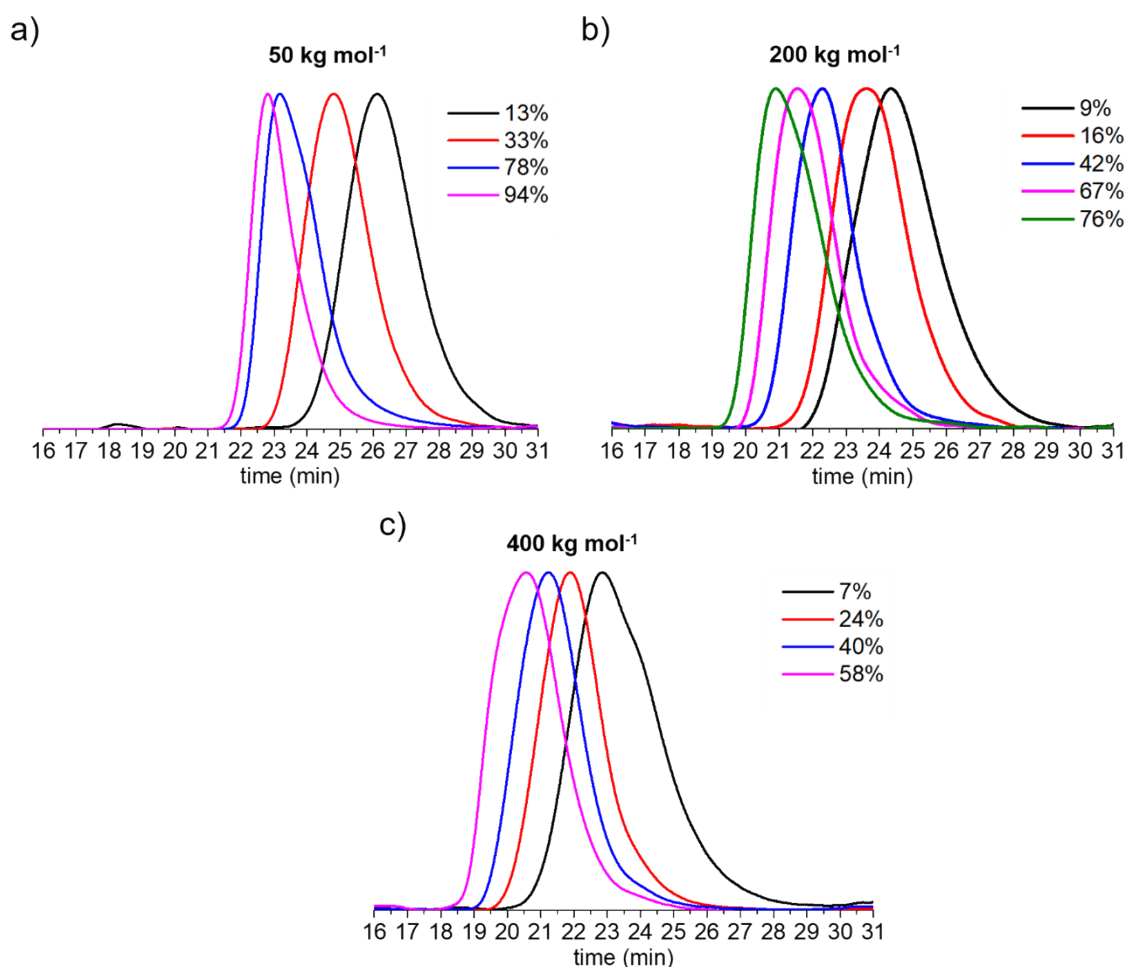 a)
50 kg mol-1
13%
33%
78%
94%
16 17 18 19 20 21 22 23 24 25 26 27 28 29 30 31
time (min)
b)
200 kg mol-1
9%
16%
42%
67%
76%
16 17 18 19 20 21 22 23 24 25 26 27 28 29 30 31
time (min)
c)
400 kg mol-1
7%
24%
40%
58%
16 17 18 19 20 21 22 23 24 25 26 27 28 29 30 31
time (min)